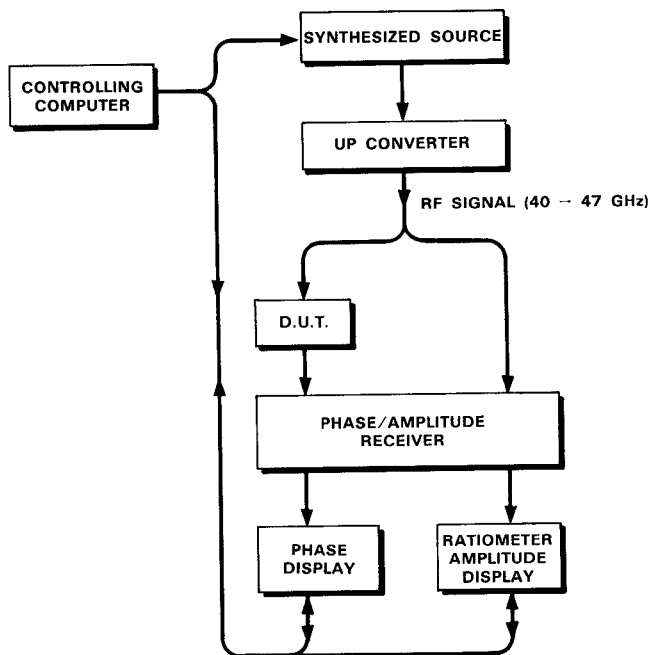 SYNTHESIZED SOURCE
CONTROLLING
COMPUTER
UP CONVERTER
RF SIGNAL (40 → 47 GHz)
D.U.T.
PHASE/AMPLITUDE
RECEIVER
PHASE
DISPLAY
RATIOMETER
AMPLITUDE
DISPLAY